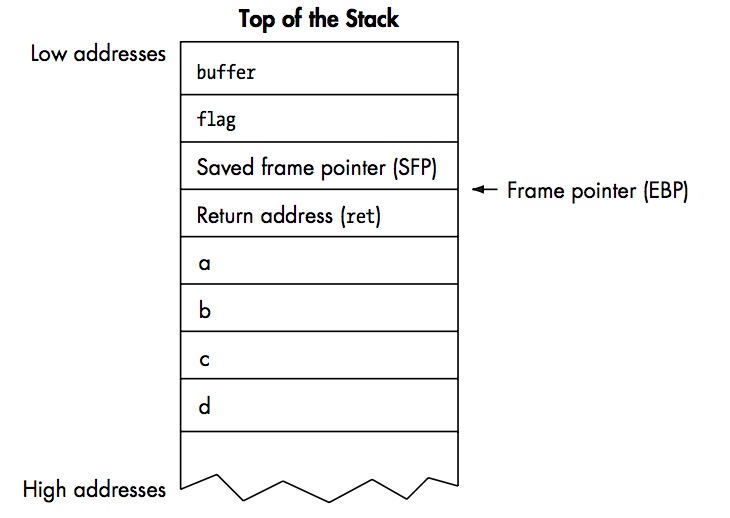 Top of the Stack
Low addresses
buffer
flag
Saved frame pointer (SFP)
Frame pointer (EBP)
Return address (ret)
a
b
c
d
High addresses